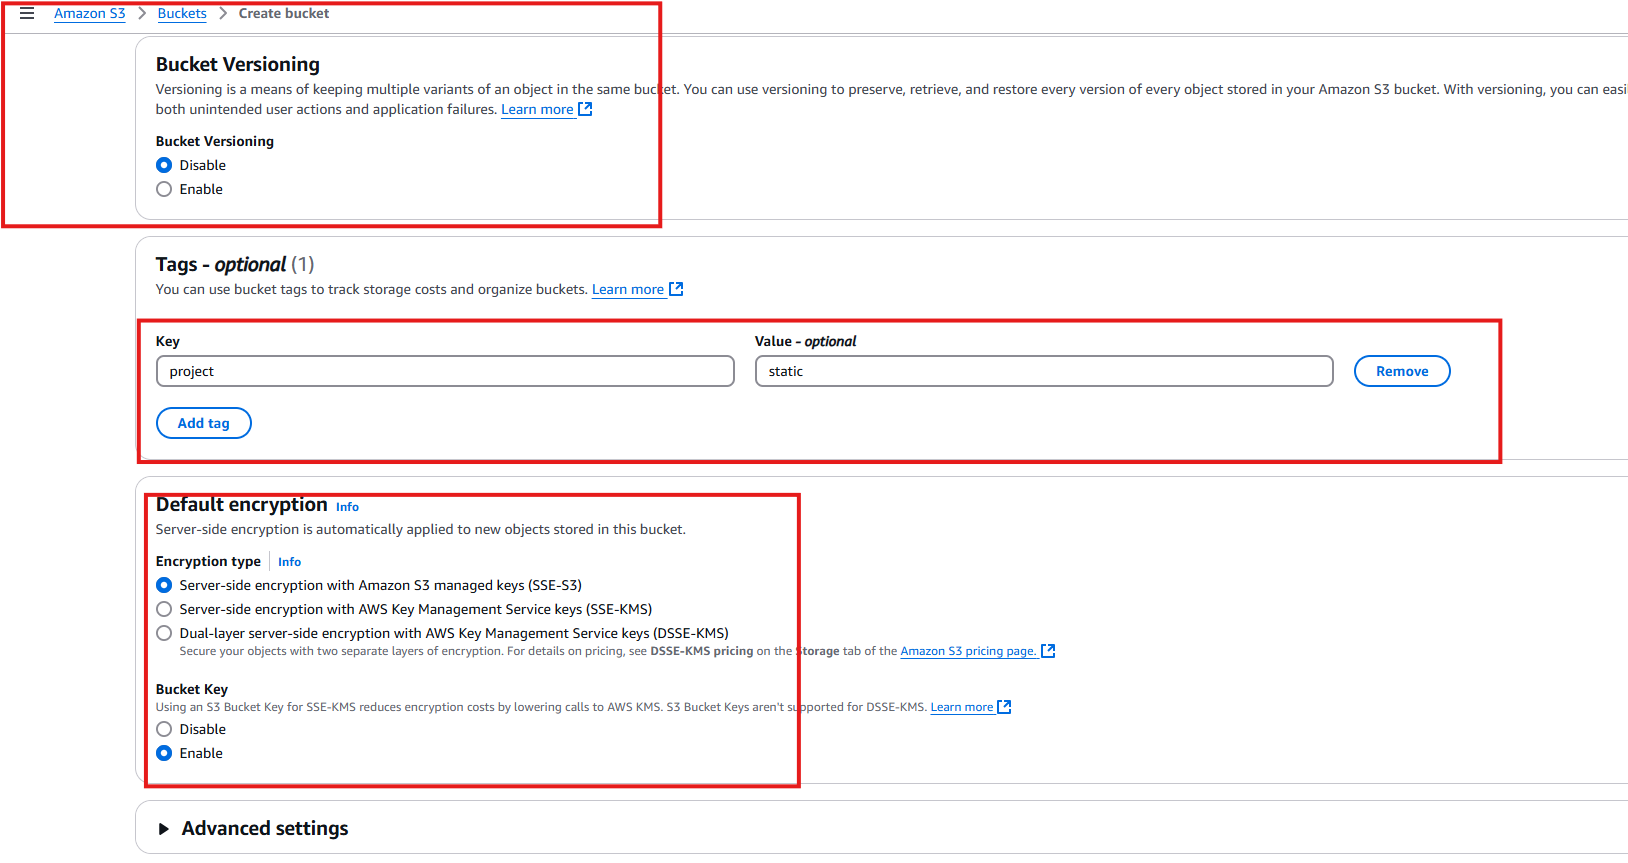 Amazon S3 > Buckets > Create bucket
Bucket Versioning
Versioning is a means of keeping multiple variants of an object in the same bucket. You can use versioning to preserve, retrieve, and restore every version of every object stored in your Amazon S3 bucket. With versioning, you can easi
both unintended user actions and application failures. Learn more
Bucket Versioning
Disable
Enable
Tags - optional (1)
You can use bucket tags to track storage costs and organize buckets. Learn more
Key Value - optional
project static Remove
Add tag
Default encryption Info
Server-side encryption is automatically applied to new objects stored in this bucket.
Encryption type Info
Server-side encryption with Amazon S3 managed keys (SSE-S3)
Server-side encryption with AWS Key Management Service keys (SSE-KMS)
Dual-layer server-side encryption with AWS Key Management Service keys (DSSE-KMS)
Secure your objects with two separate layers of encryption. For details on pricing, see DSSE-KMS pricing on the Storage tab of the Amazon S3 pricing page.
Bucket Key
Using an S3 Bucket Key for SSE-KMS reduces encryption costs by lowering calls to AWS KMS. S3 Bucket Keys aren't supported for DSSE-KMS. Learn more
Disable
Enable
Advanced settings